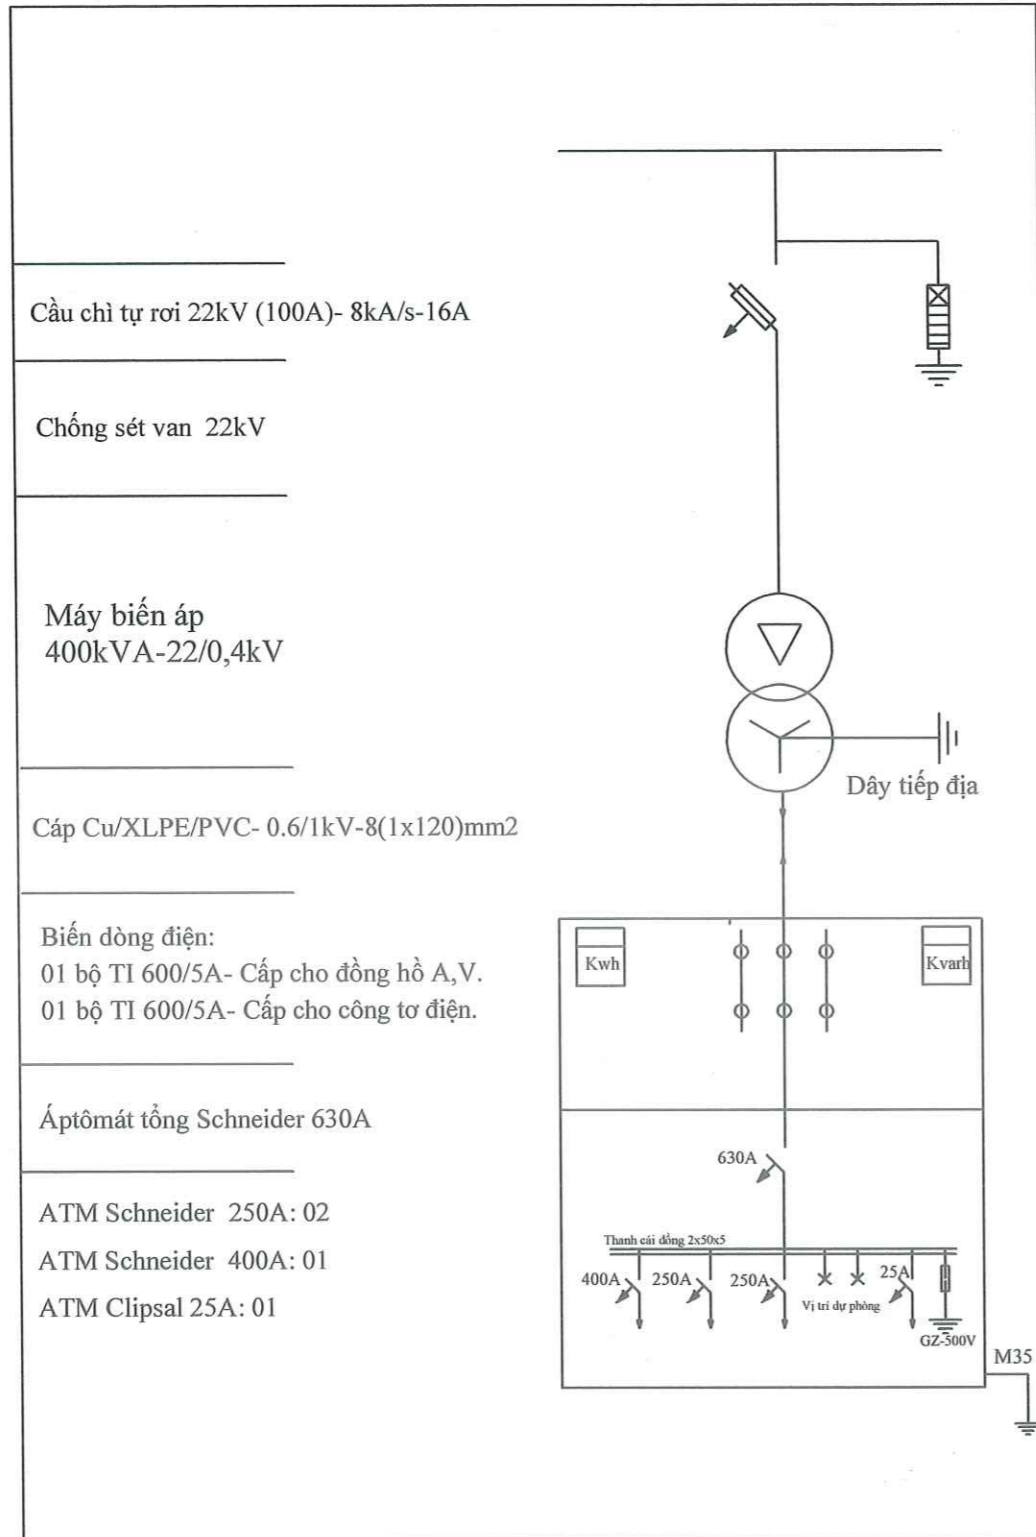 Cầu chì tự rơi 22kV (100A)- 8kA/s-16A
Chống sét van 22kV
Máy biến áp
400kVA-22/0,4kV
Dây tiếp địa
Cáp Cu/XLPE/PVC- 0.6/1kV-8(1x120)mm2
Biến dòng điện:
01 bộ TI 600/5A- Cấp cho đồng hồ A,V.
01 bộ TI 600/5A- Cấp cho công tơ điện.
Kwh
Kvarh
Áptômát tổng Schneider 630A
630A
ATM Schneider 250A: 02
ATM Schneider 400A: 01
ATM Clipsal 25A: 01
Thanh cái đồng 2x50x5
400A
250A
250A
25A
Vị trí dự phòng
GZ-500V
M35